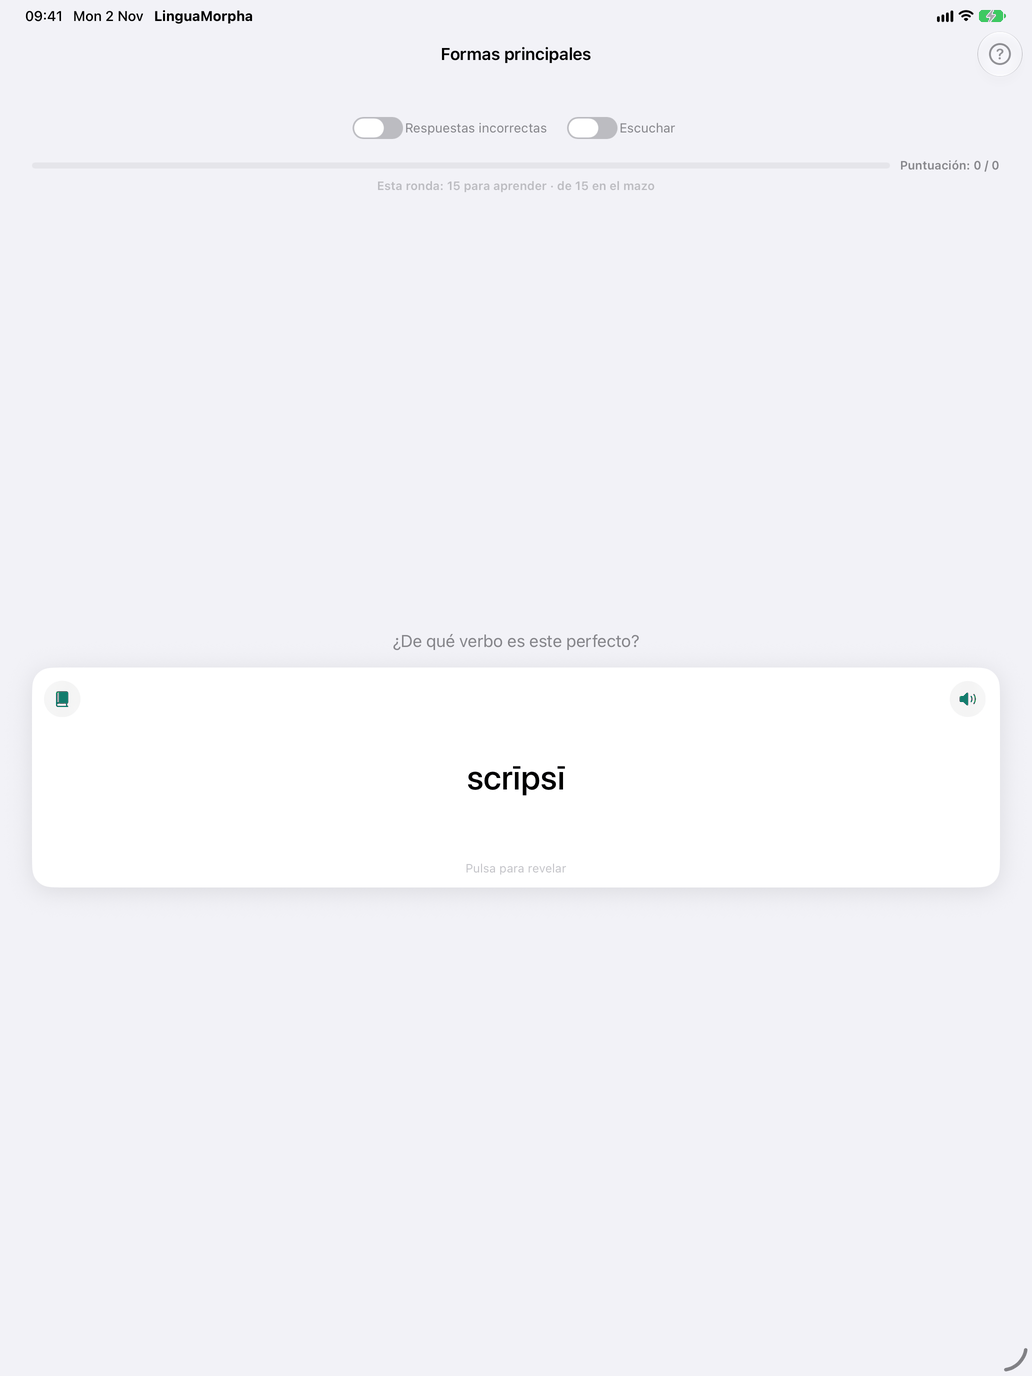 09:41 Mon 2 Nov LinguaMorpha
Formas principales
Respuestas incorrectas Escuchar
Puntuación: 0 / 0
Esta ronda: 15 para aprender · de 15 en el mazo
¿De qué verbo es este perfecto?
scrīpsī
Pulsa para revelar